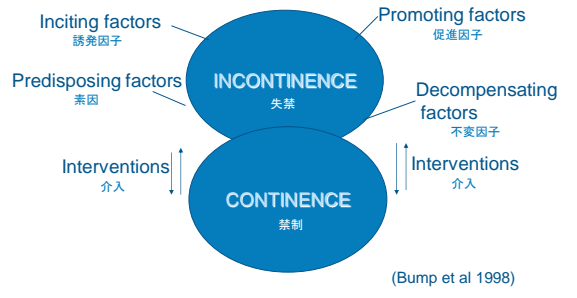 Inciting factors
誘発因子
Promoting factors
促進因子
Predisposing factors
素因
INCONTINENCE
失禁
Decompensating
factors
不変因子
Interventions
介入
Interventions
介入
CONTINENCE
禁制
(Bump et al 1998)